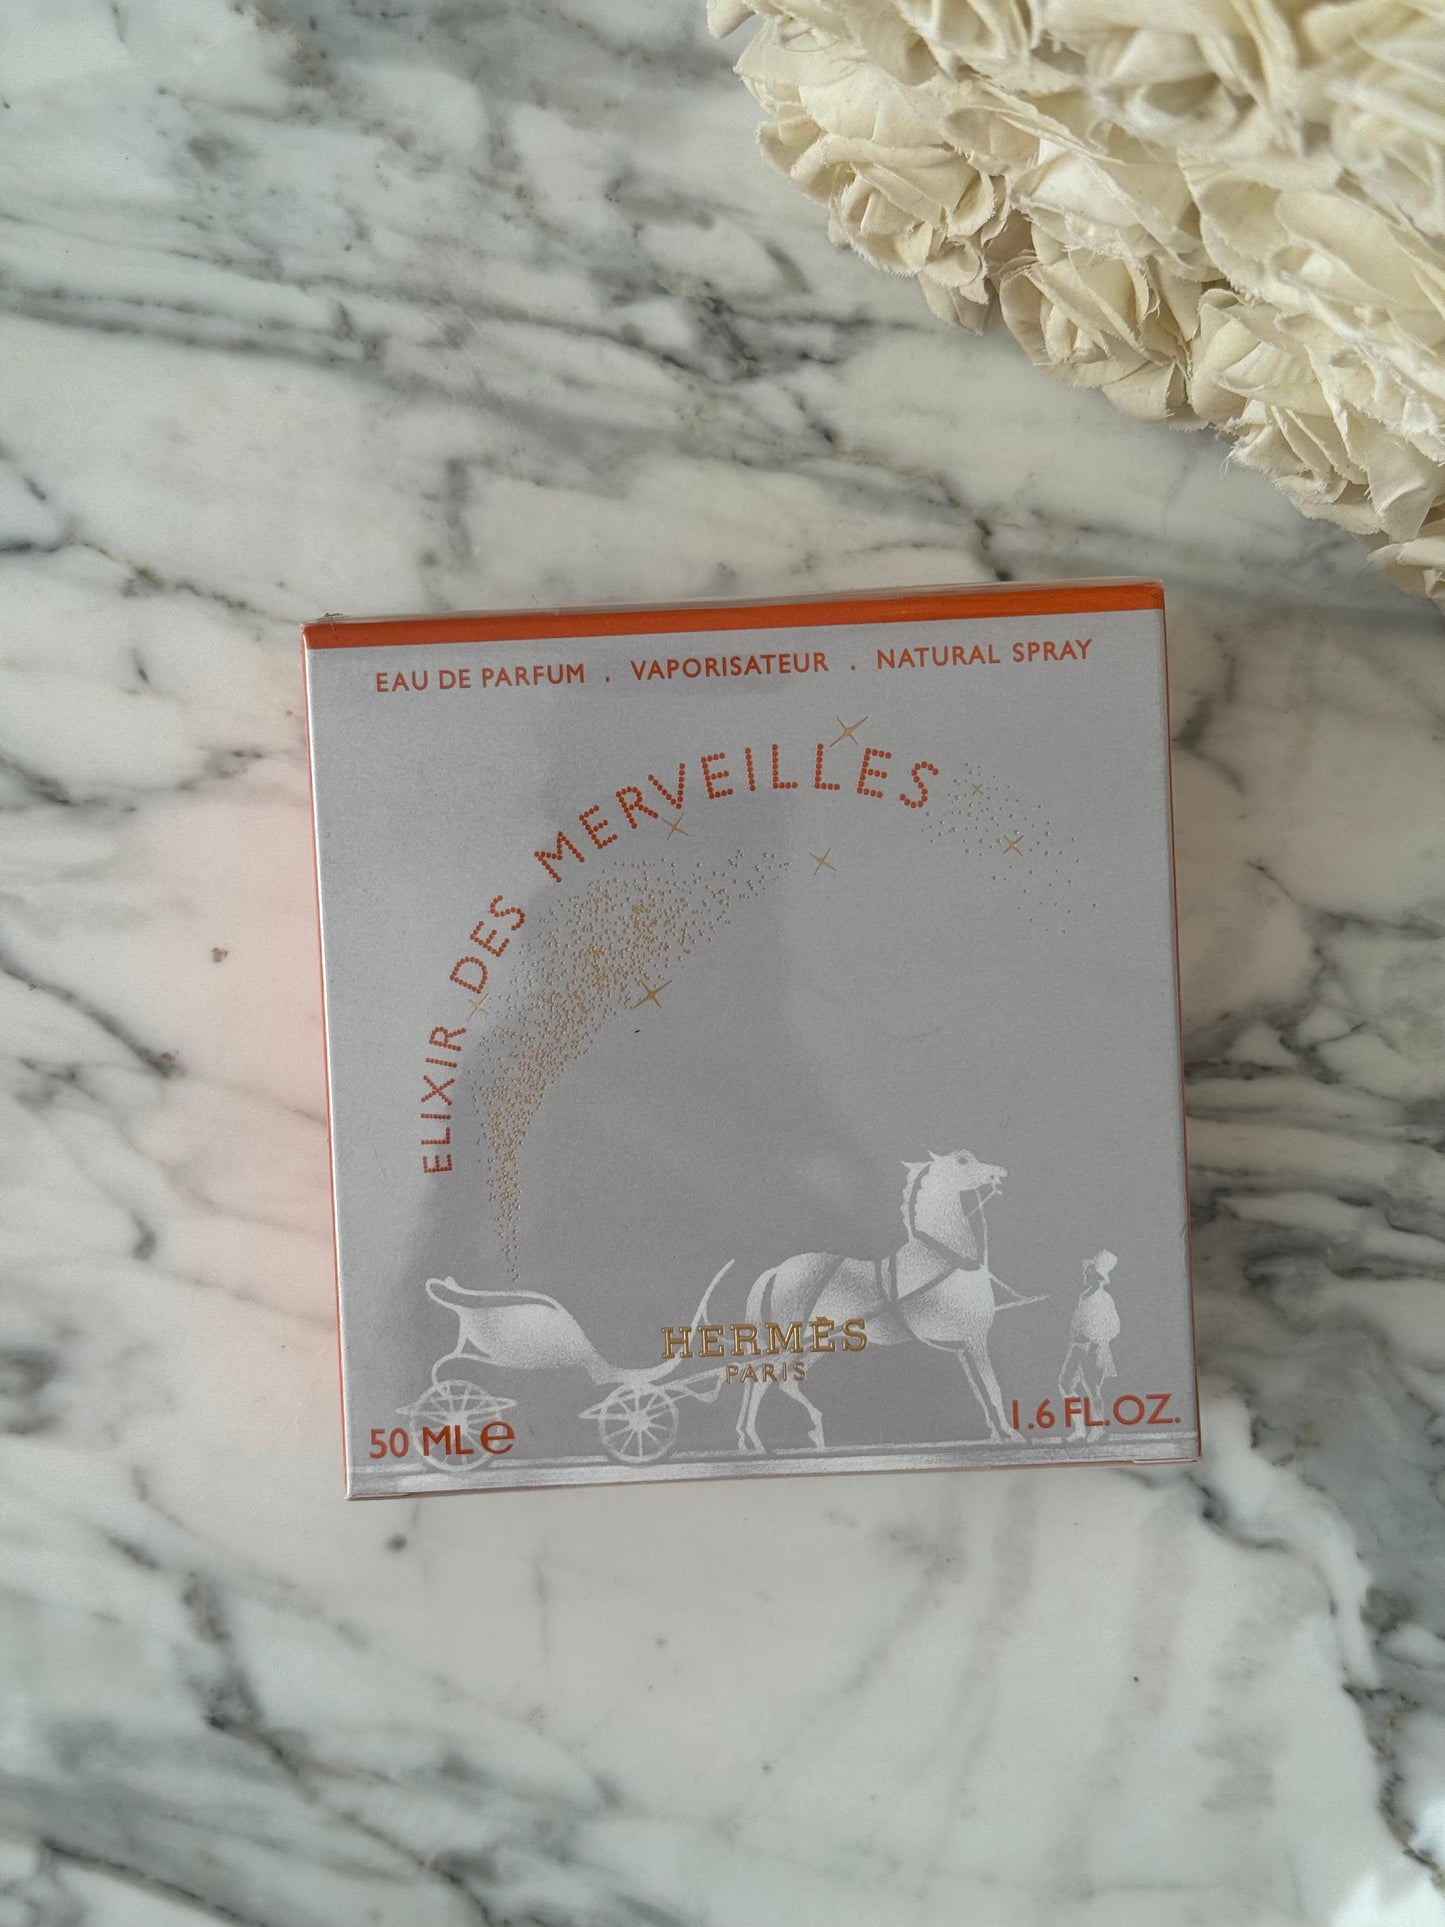 EAU DE PARFUM . VAPORISATEUR . NATURAL SPRAY
ELIXIR DES MERVEILLES
HERMÈS
PARIS
50 ML e
1.6 FL.OZ.